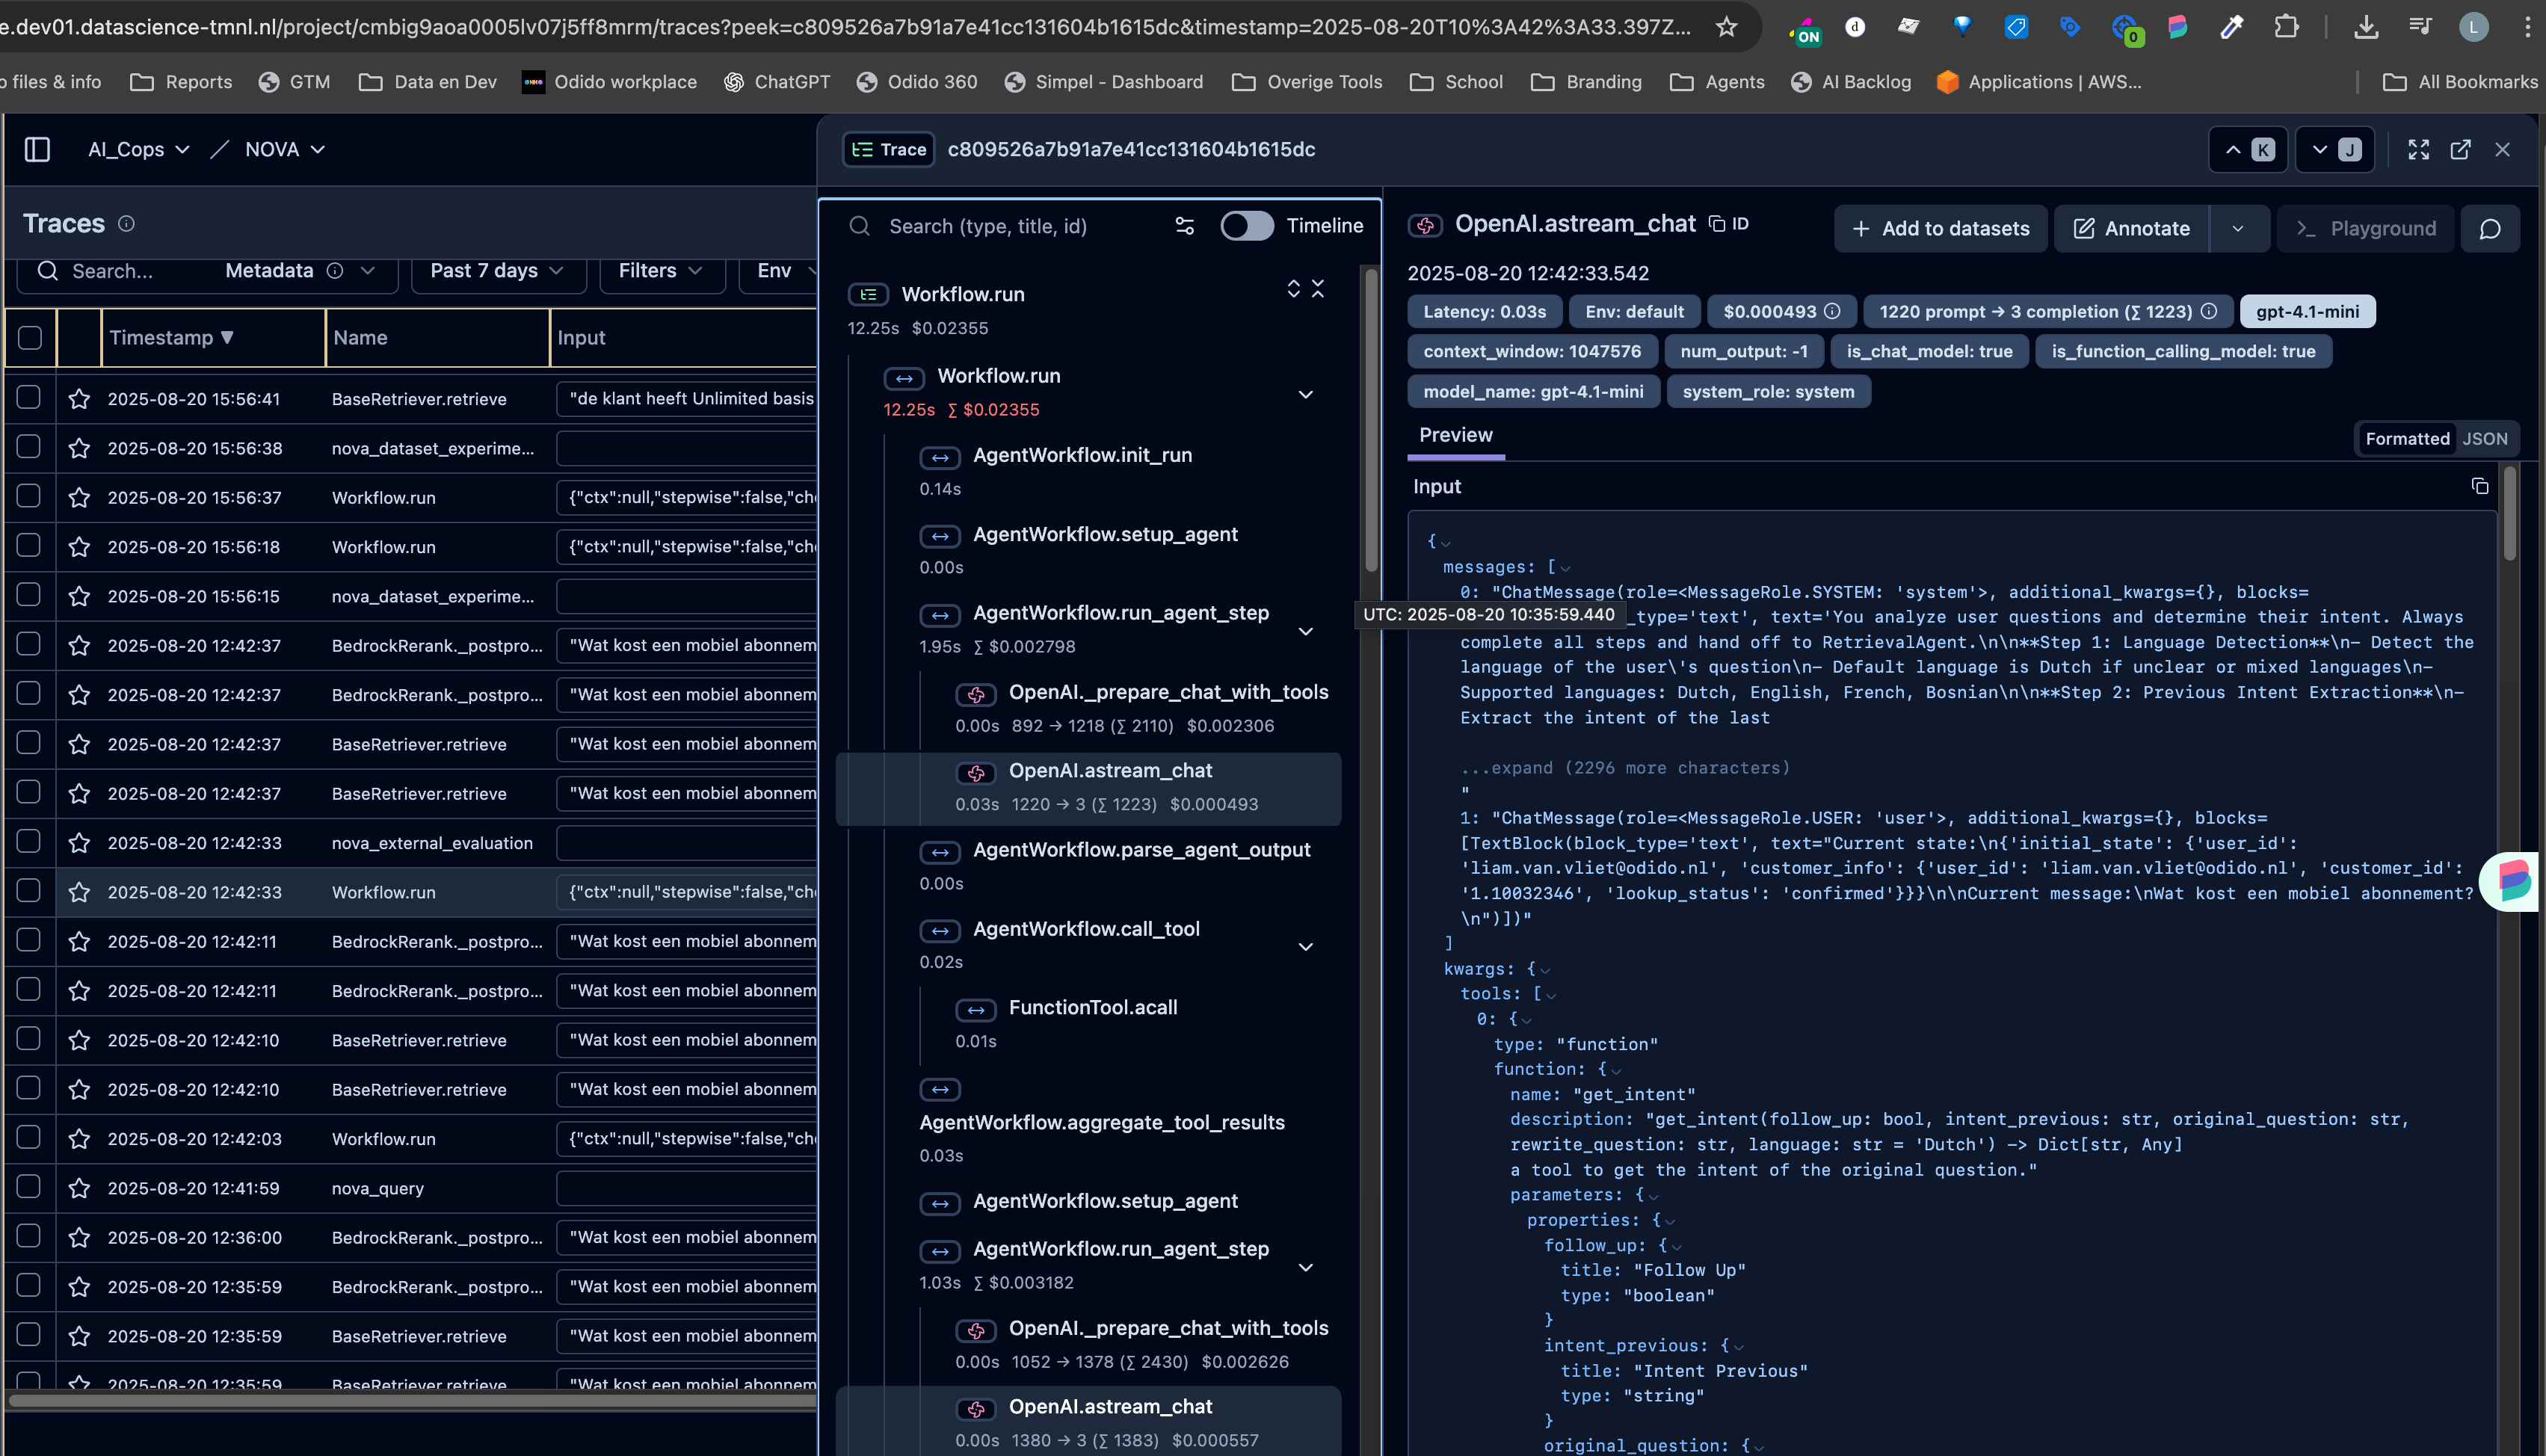 e.dev01.datascience-tmnl.nl/project/cmbig9aoa0005lv07j5ff8mrm/traces?peek=c809526a7b91a7e41cc131604b1615dc&timestamp=2025-08-20T10%3A42%3A33.397Z...
ON
d
0
L
o files & info
Reports
GTM
Data en Dev
Odido workplace
ChatGPT
Odido 360
Simpel - Dashboard
Overige Tools
School
Branding
Agents
AI Backlog
Applications | AWS...
All Bookmarks
AI_Cops
NOVA
Traces
Search...
Metadata
Past 7 days
Filters
Env
Timestamp ▼
Name
Input
2025-08-20 15:56:41 BaseRetriever.retrieve "de klant heeft Unlimited basis
2025-08-20 15:56:38 nova_dataset_experime...
2025-08-20 15:56:37 Workflow.run {"ctx":null,"stepwise":false,"che
2025-08-20 15:56:18 Workflow.run {"ctx":null,"stepwise":false,"che
2025-08-20 15:56:15 nova_dataset_experime...
2025-08-20 12:42:37 BedrockRerank._postpro... "Wat kost een mobiel abonnem
2025-08-20 12:42:37 BedrockRerank._postpro... "Wat kost een mobiel abonnem
2025-08-20 12:42:37 BaseRetriever.retrieve "Wat kost een mobiel abonnem
2025-08-20 12:42:37 BaseRetriever.retrieve "Wat kost een mobiel abonnem
2025-08-20 12:42:33 nova_external_evaluation
2025-08-20 12:42:33 Workflow.run {"ctx":null,"stepwise":false,"che
2025-08-20 12:42:11 BedrockRerank._postpro... "Wat kost een mobiel abonnem
2025-08-20 12:42:11 BedrockRerank._postpro... "Wat kost een mobiel abonnem
2025-08-20 12:42:10 BaseRetriever.retrieve "Wat kost een mobiel abonnem
2025-08-20 12:42:10 BaseRetriever.retrieve "Wat kost een mobiel abonnem
2025-08-20 12:42:03 Workflow.run {"ctx":null,"stepwise":false,"che
2025-08-20 12:41:59 nova_query
2025-08-20 12:36:00 BedrockRerank._postpro... "Wat kost een mobiel abonnem
2025-08-20 12:35:59 BedrockRerank._postpro... "Wat kost een mobiel abonnem
2025-08-20 12:35:59 BaseRetriever.retrieve "Wat kost een mobiel abonnem
2025-08-20 12:35:59 BaseRetriever.retrieve "Wat kost een mobiel abonnem
Trace
c809526a7b91a7e41cc131604b1615dc
K
J
Search (type, title, id)
Timeline
Workflow.run
12.25s $0.02355
Workflow.run
12.25s ∑ $0.02355
AgentWorkflow.init_run
0.14s
AgentWorkflow.setup_agent
0.00s
AgentWorkflow.run_agent_step
1.95s ∑ $0.002798
OpenAI._prepare_chat_with_tools
0.00s 892 → 1218 (∑ 2110) $0.002306
OpenAI.astream_chat
0.03s 1220 → 3 (∑ 1223) $0.000493
AgentWorkflow.parse_agent_output
0.00s
AgentWorkflow.call_tool
0.02s
FunctionTool.acall
0.01s
AgentWorkflow.aggregate_tool_results
0.03s
AgentWorkflow.setup_agent
AgentWorkflow.run_agent_step
1.03s ∑ $0.003182
OpenAI._prepare_chat_with_tools
0.00s 1052 → 1378 (∑ 2430) $0.002626
OpenAI.astream_chat
0.00s 1380 → 3 (∑ 1383) $0.000557
OpenAI.astream_chat
ID
Add to datasets
Annotate
Playground
2025-08-20 12:42:33.542
Latency: 0.03s
Env: default
$0.000493
1220 prompt → 3 completion (∑ 1223)
gpt-4.1-mini
context_window: 1047576
num_output: -1
is_chat_model: true
is_function_calling_model: true
model_name: gpt-4.1-mini
system_role: system
Preview
Formatted JSON
Input
{
messages: [
0: "ChatMessage(role=<MessageRole.SYSTEM: 'system'>, additional_kwargs={}, blocks=
UTC: 2025-08-20 10:35:59.440
_type='text', text='You analyze user questions and determine their intent. Always
complete all steps and hand off to RetrievalAgent.\n\n**Step 1: Language Detection**\n- Detect the
language of the user\'s question\n- Default language is Dutch if unclear or mixed languages\n-
Supported languages: Dutch, English, French, Bosnian\n\n**Step 2: Previous Intent Extraction**\n-
Extract the intent of the last
...expand (2296 more characters)
"
1: "ChatMessage(role=<MessageRole.USER: 'user'>, additional_kwargs={}, blocks=
[TextBlock(block_type='text', text="Current state:\n{'initial_state': {'user_id':
'liam.van.vliet@odido.nl', 'customer_info': {'user_id': 'liam.van.vliet@odido.nl', 'customer_id':
'1.10032346', 'lookup_status': 'confirmed'}}}\n\nCurrent message:\nWat kost een mobiel abonnement?
\n")])"
]
kwargs: {
tools: [
0: {
type: "function"
function: {
name: "get_intent"
description: "get_intent(follow_up: bool, intent_previous: str, original_question: str,
rewrite_question: str, language: str = 'Dutch') -> Dict[str, Any]
a tool to get the intent of the original question."
parameters: {
properties: {
follow_up: {
title: "Follow Up"
type: "boolean"
}
intent_previous: {
title: "Intent Previous"
type: "string"
}
original_question: {